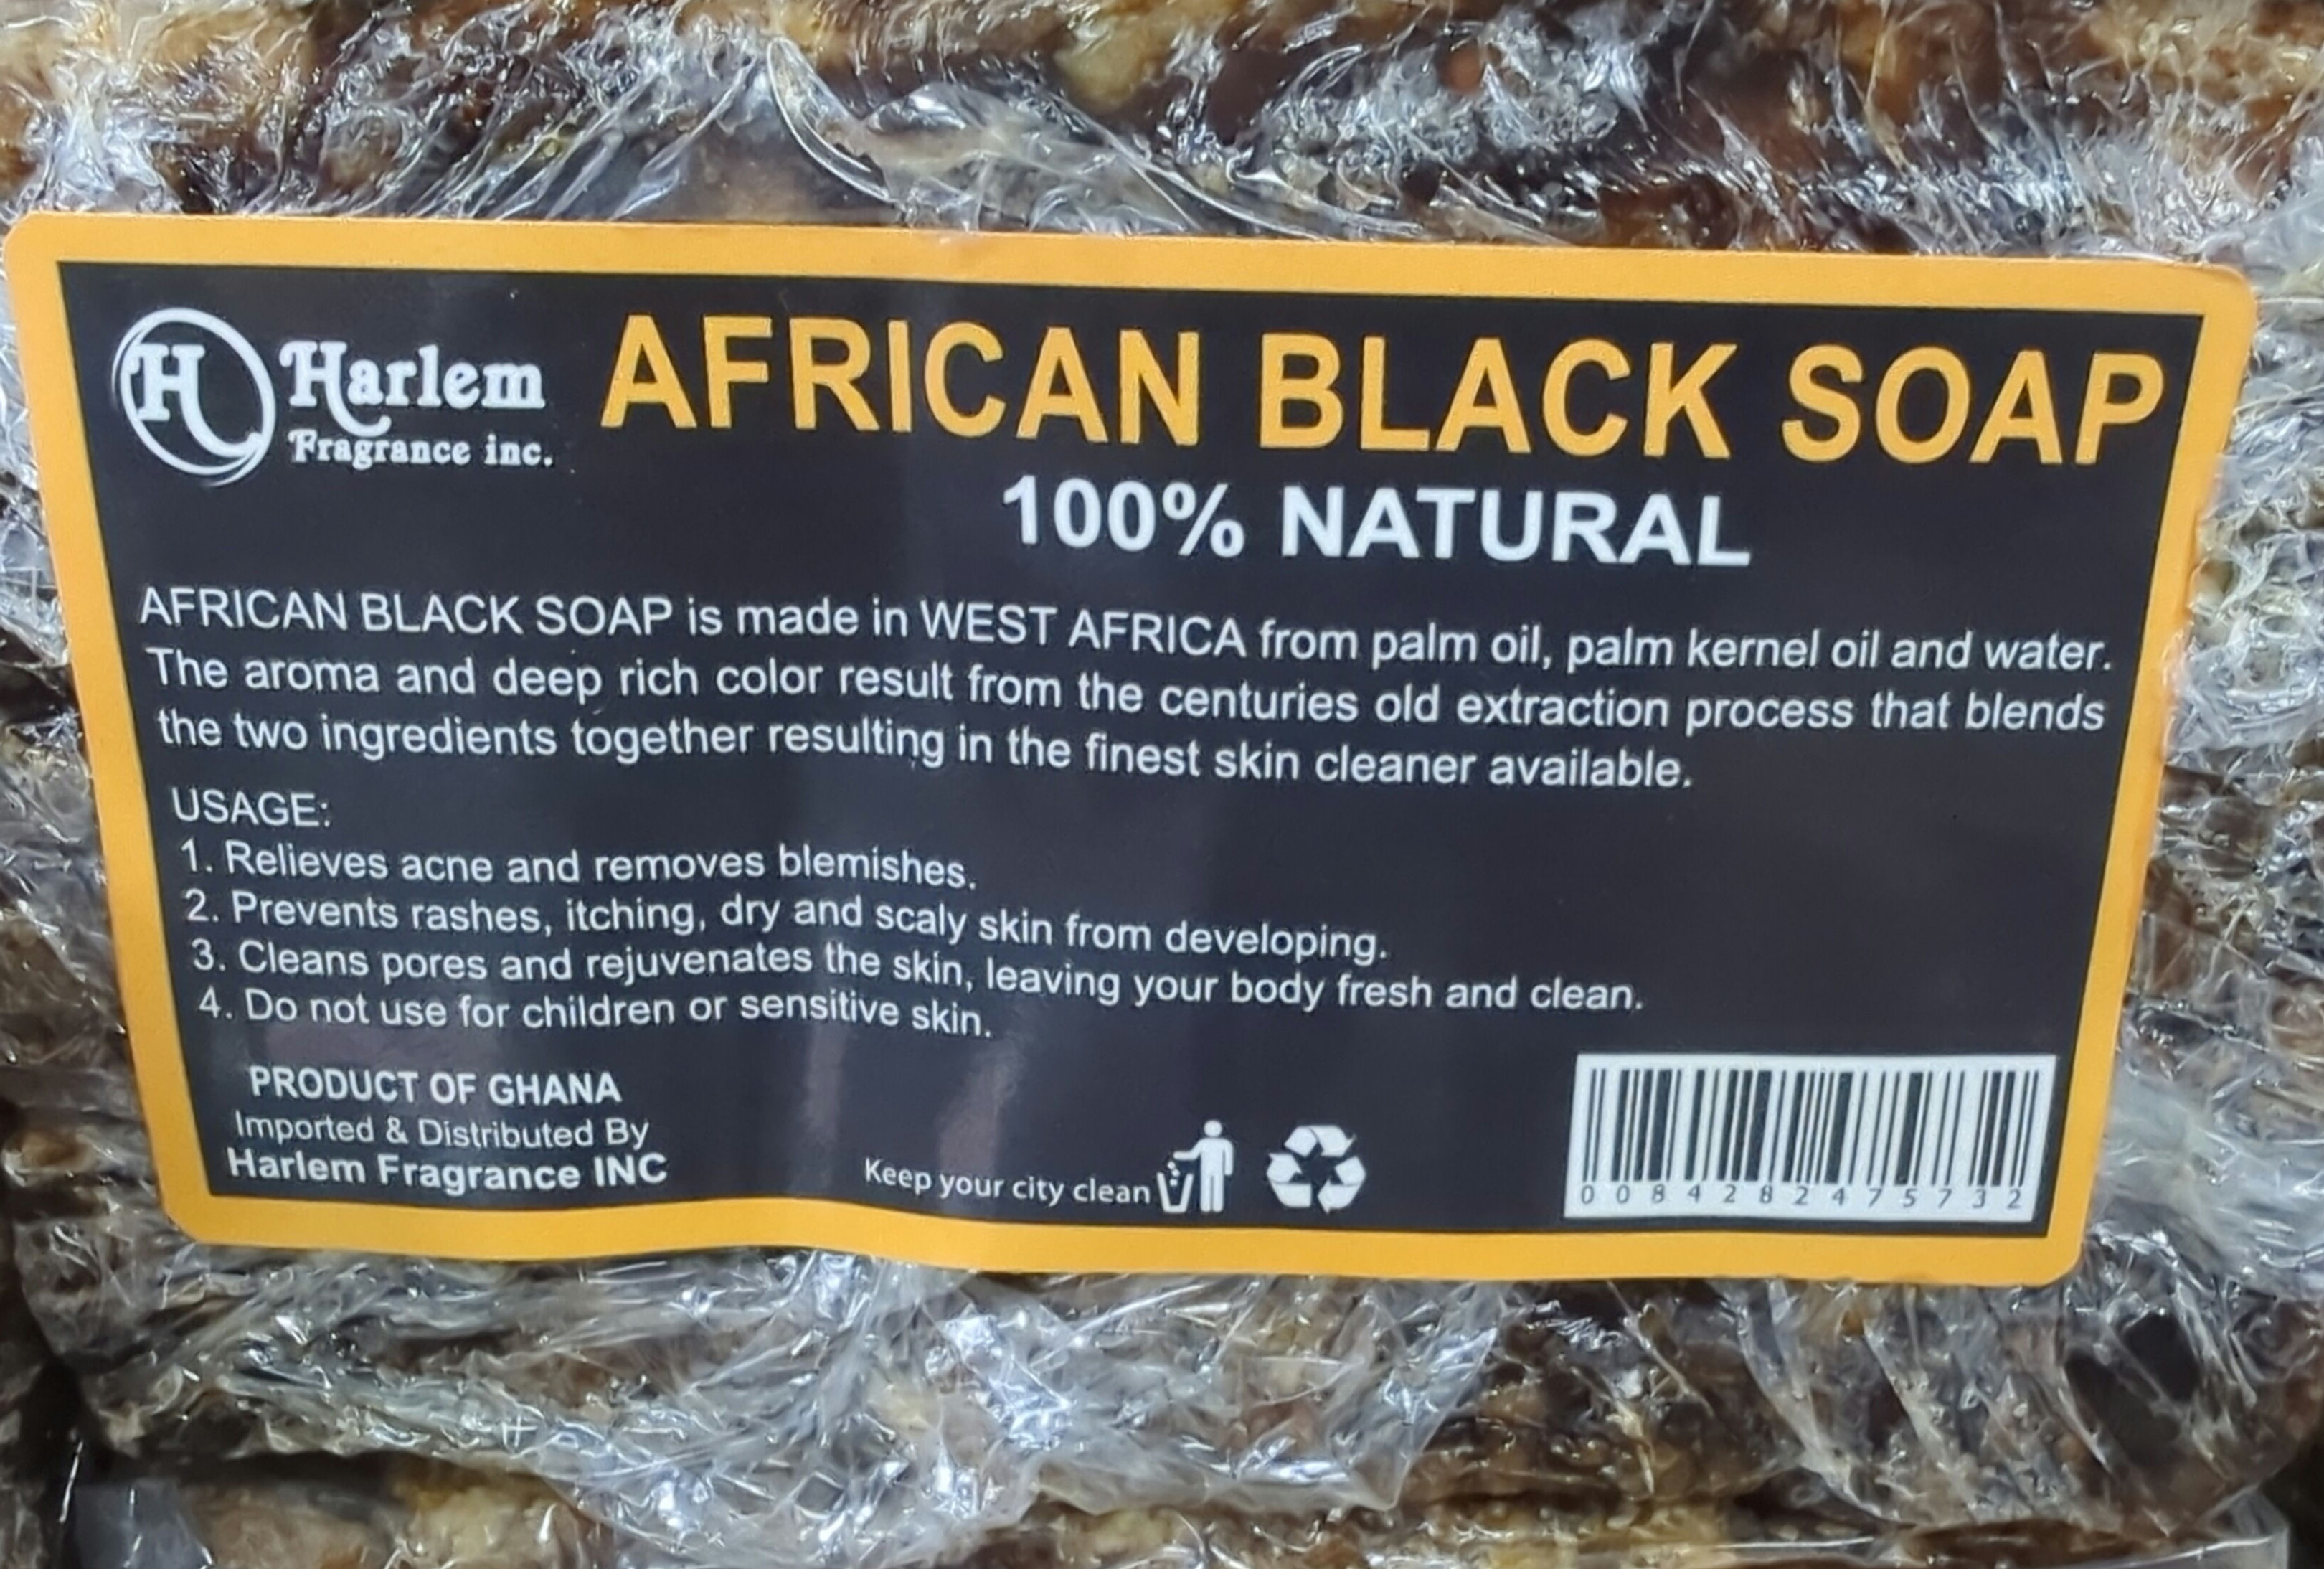 H
Harlem
Fragrance inc.
AFRICAN BLACK SOAP
100% NATURAL
AFRICAN BLACK SOAP is made in WEST AFRICA from palm oil, palm kernel oil and water.
The aroma and deep rich color result from the centuries old extraction process that blends
the two ingredients together resulting in the finest skin cleaner available.
USAGE:
1. Relieves acne and removes blemishes.
2. Prevents rashes, itching, dry and scaly skin from developing.
3. Cleans pores and rejuvenates the skin, leaving your body fresh and clean.
4. Do not use for children or sensitive skin.
PRODUCT OF GHANA
Imported & Distributed By
Harlem Fragrance INC
Keep your city clean
0 0 8 4 2 8 2 4 7 5 7 3 2